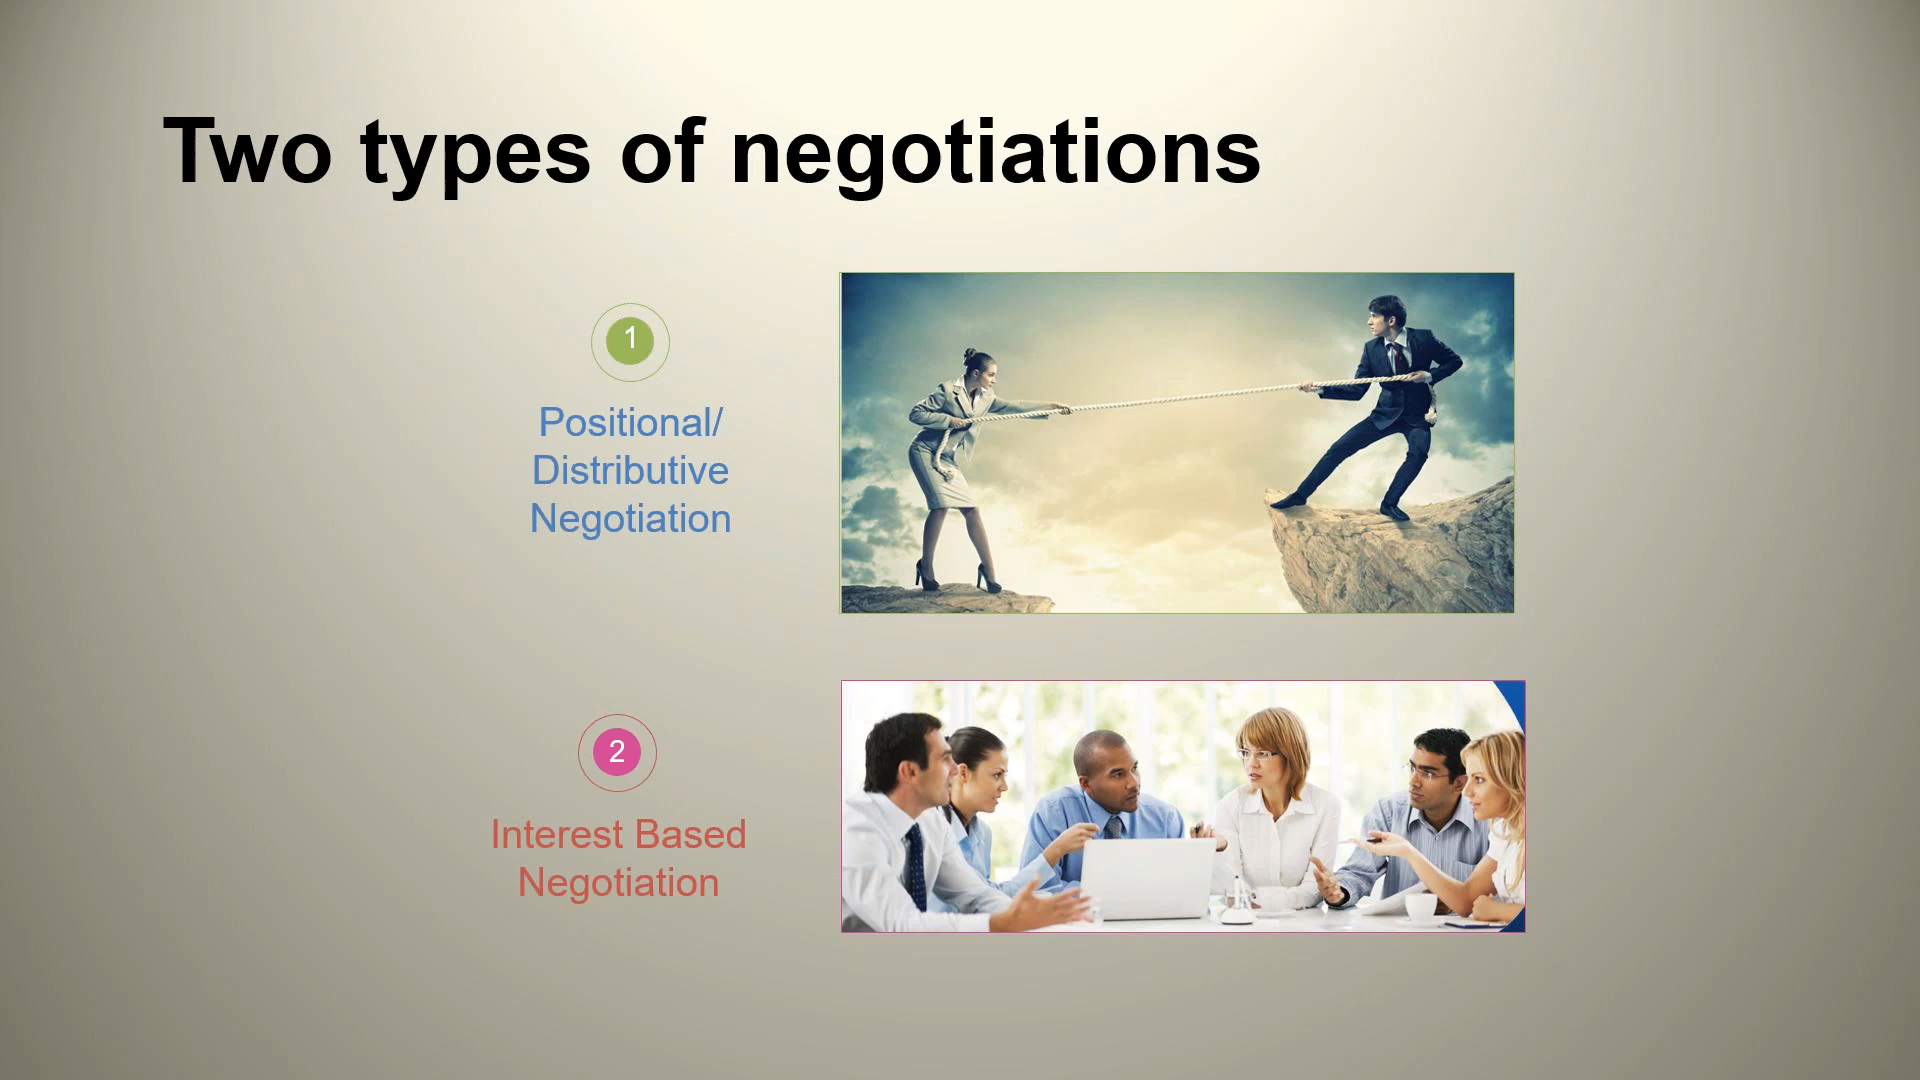 Two types of negotiations
1
Positional/
Distributive
Negotiation
2
Interest Based
Negotiation